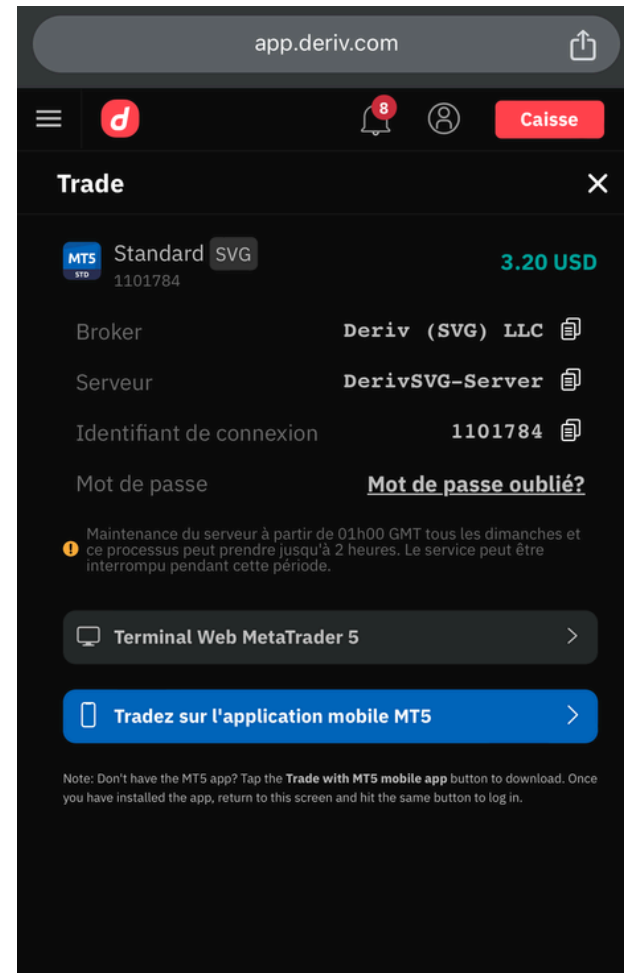 app.deriv.com
8
Caisse
Trade
MT5
STD
Standard SVG
3.20 USD
1101784
Broker Deriv (SVG) LLC
Serveur DerivSVG-Server
Identifiant de connexion 1101784
Mot de passe Mot de passe oublié?
Maintenance du serveur à partir de 01h00 GMT tous les dimanches et
ce processus peut prendre jusqu'à 2 heures. Le service peut être
interrompu pendant cette période.
Terminal Web MetaTrader 5
Tradez sur l'application mobile MT5
Note: Don't have the MT5 app? Tap the Trade with MT5 mobile app button to download. Once
you have installed the app, return to this screen and hit the same button to log in.